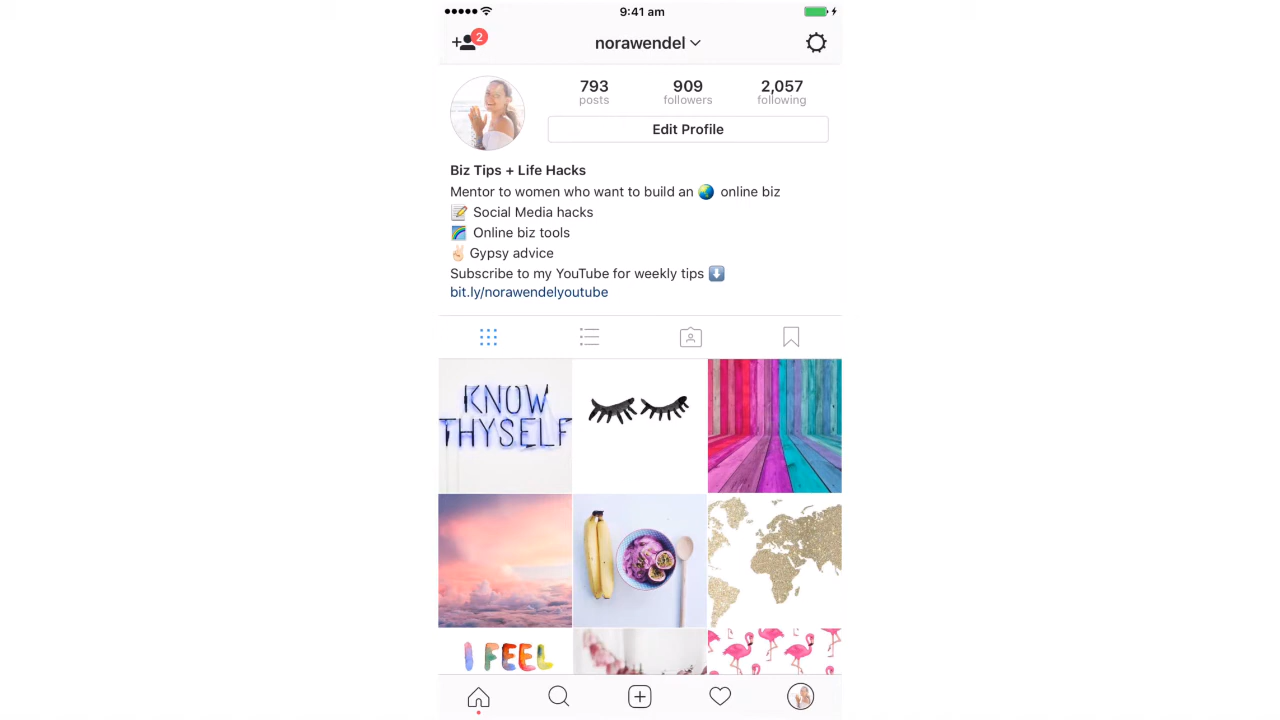 9:41 am
2
norawendel
793 909 2,057
posts followers following
Edit Profile
Biz Tips + Life Hacks
Mentor to women who want to build an 🌏 online biz
📝 Social Media hacks
🌈 Online biz tools
✌🏻 Gypsy advice
Subscribe to my YouTube for weekly tips ⬇️
bit.ly/norawendelyoutube
KNOW
THYSELF
I FEEL